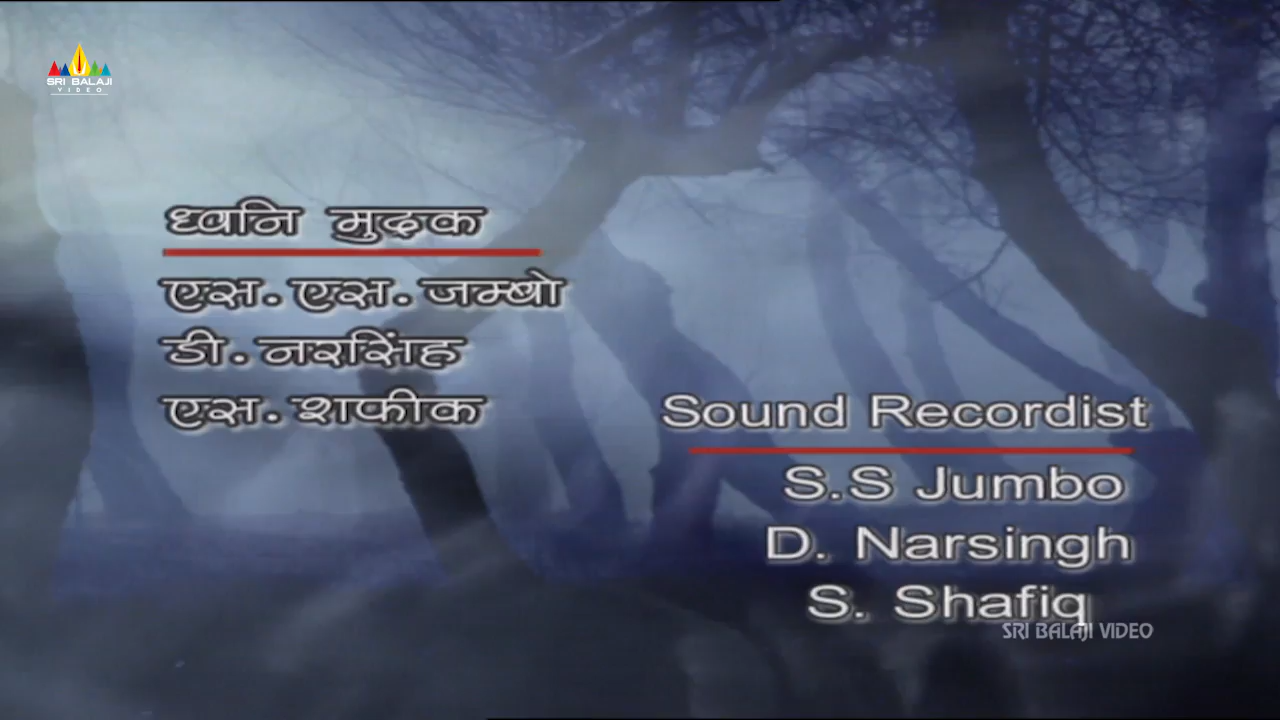 SRI BALAJI
VIDEO
ध्वनि मुद्रक
एस. एस. जम्बो
डी. नरसिंह
एस. शफीक
Sound Recordist
S.S Jumbo
D. Narsingh
S. Shafiq
SRI BALAJI VIDEO